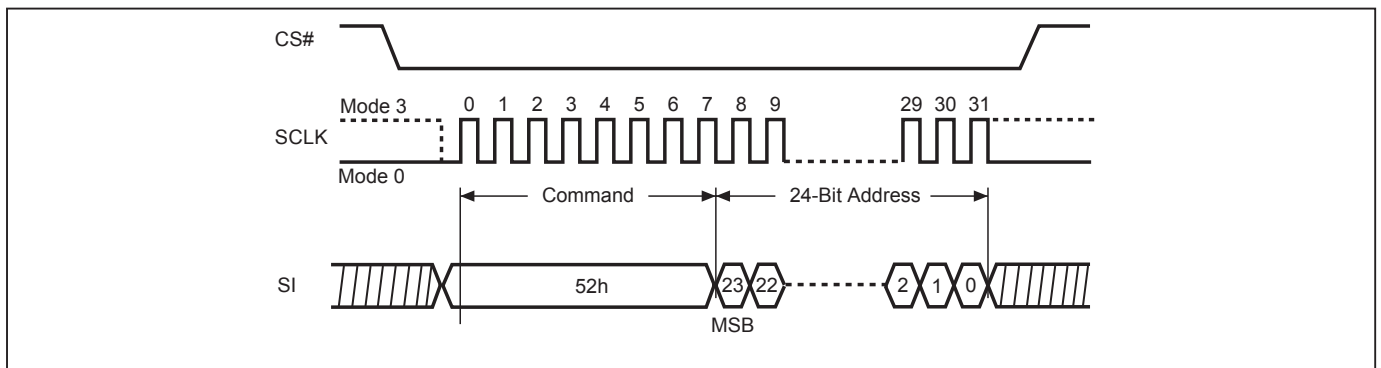 CS#
Mode 3
0 1 2 3 4 5 6 7 8 9 29 30 31
SCLK
Mode 0
Command
24-Bit Address
SI
52h
23 22 2 1 0
MSB